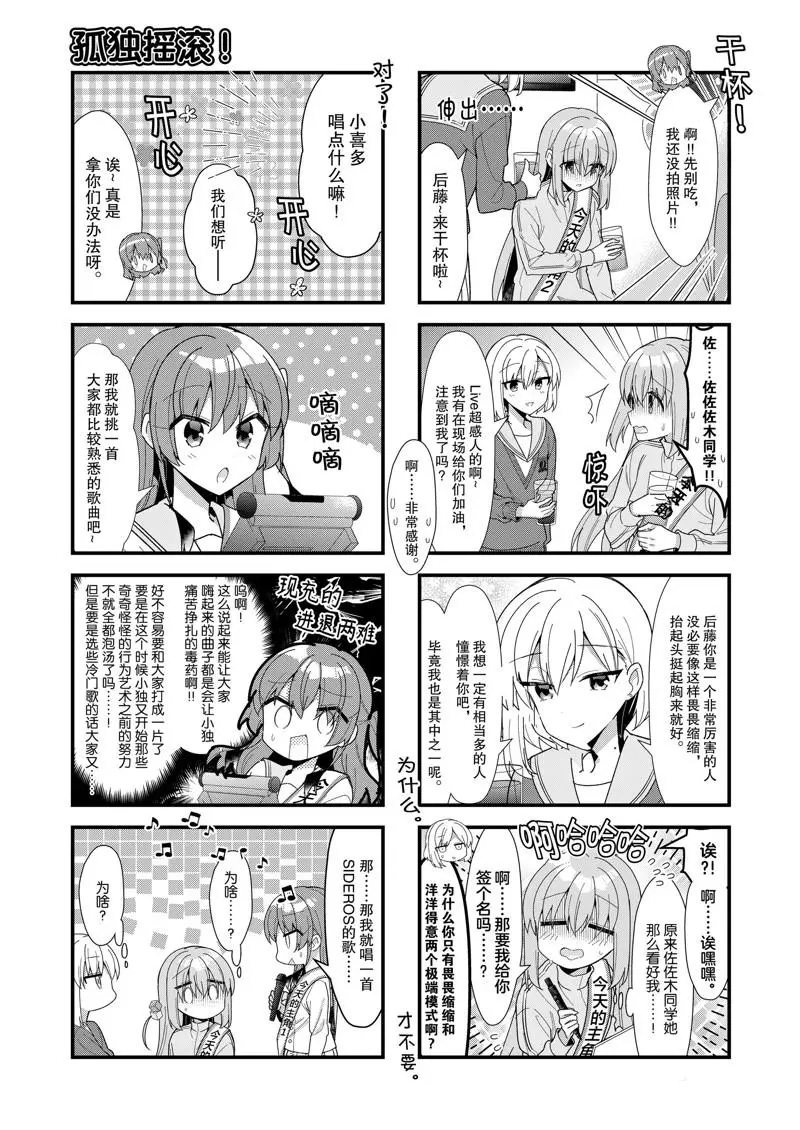 孤独摇滚！
干杯！
啊!!先别吃，
我还没拍照片!!
伸出……
后藤~来干杯啦~
今天的
2
佐……佐佐佐木同学!!
惊吓
Live超感人的啊~
我有在现场给你们加油，
注意到我了吗？
啊……非常感谢。
今天的
后藤你是一个非常厉害的人
没必要像这样畏畏缩缩，
抬起头挺起胸来就好。
我想一定有相当多的人
憧憬着你吧，
毕竟我也是其中之一呢。
诶?!
啊……诶嘿嘿。
原来佐佐木同学她
那么看好我……！
啊哈哈哈
啊……那要我给你
签个名吗……？
今天的主角
为什么你只有畏畏缩缩和
洋洋得意两个极端模式啊？
为什么。
才不要。
对了！
小喜多
唱点什么嘛！
开心
我们想听——
开心
诶~真是
拿你们没办法呀。
嘀嘀嘀
那我就挑一首
大家都比较熟悉的歌曲吧~
现充的
进退两难
呜啊！
这么说起来能让大家
嗨起来的曲子都是会让小独
痛苦挣扎的毒药啊!!
好不容易要和大家打成一片了
要是在这个时候小独又开始那些
奇奇怪怪的行为艺术之前的努力
不就全都泡汤了吗……！
但是要是选些冷门歌的话大家又……
那……那我就唱一首
SIDEROS的歌……
今天的主角1
为啥……？
为啥？